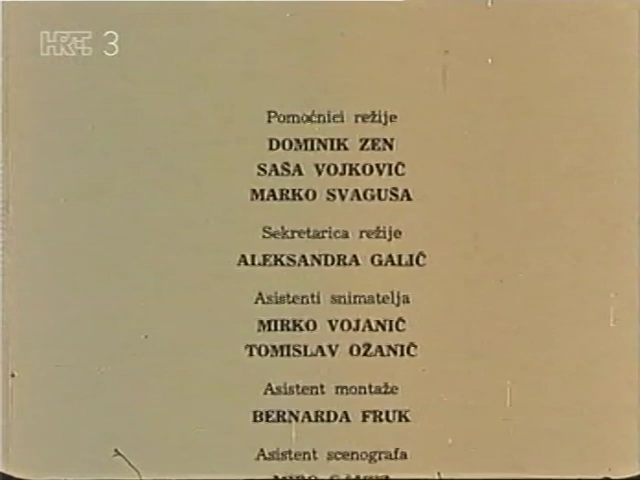 HRT 3
Pomoćnici režije
DOMINIK ZEN
SAŠA VOJKOVIĆ
MARKO SVAGUŠA
Sekretarica režije
ALEKSANDRA GALIĆ
Asistenti snimatelja
MIRKO VOJANIĆ
TOMISLAV OŽANIĆ
Asistent montaže
BERNARDA FRUK
Asistent scenografa